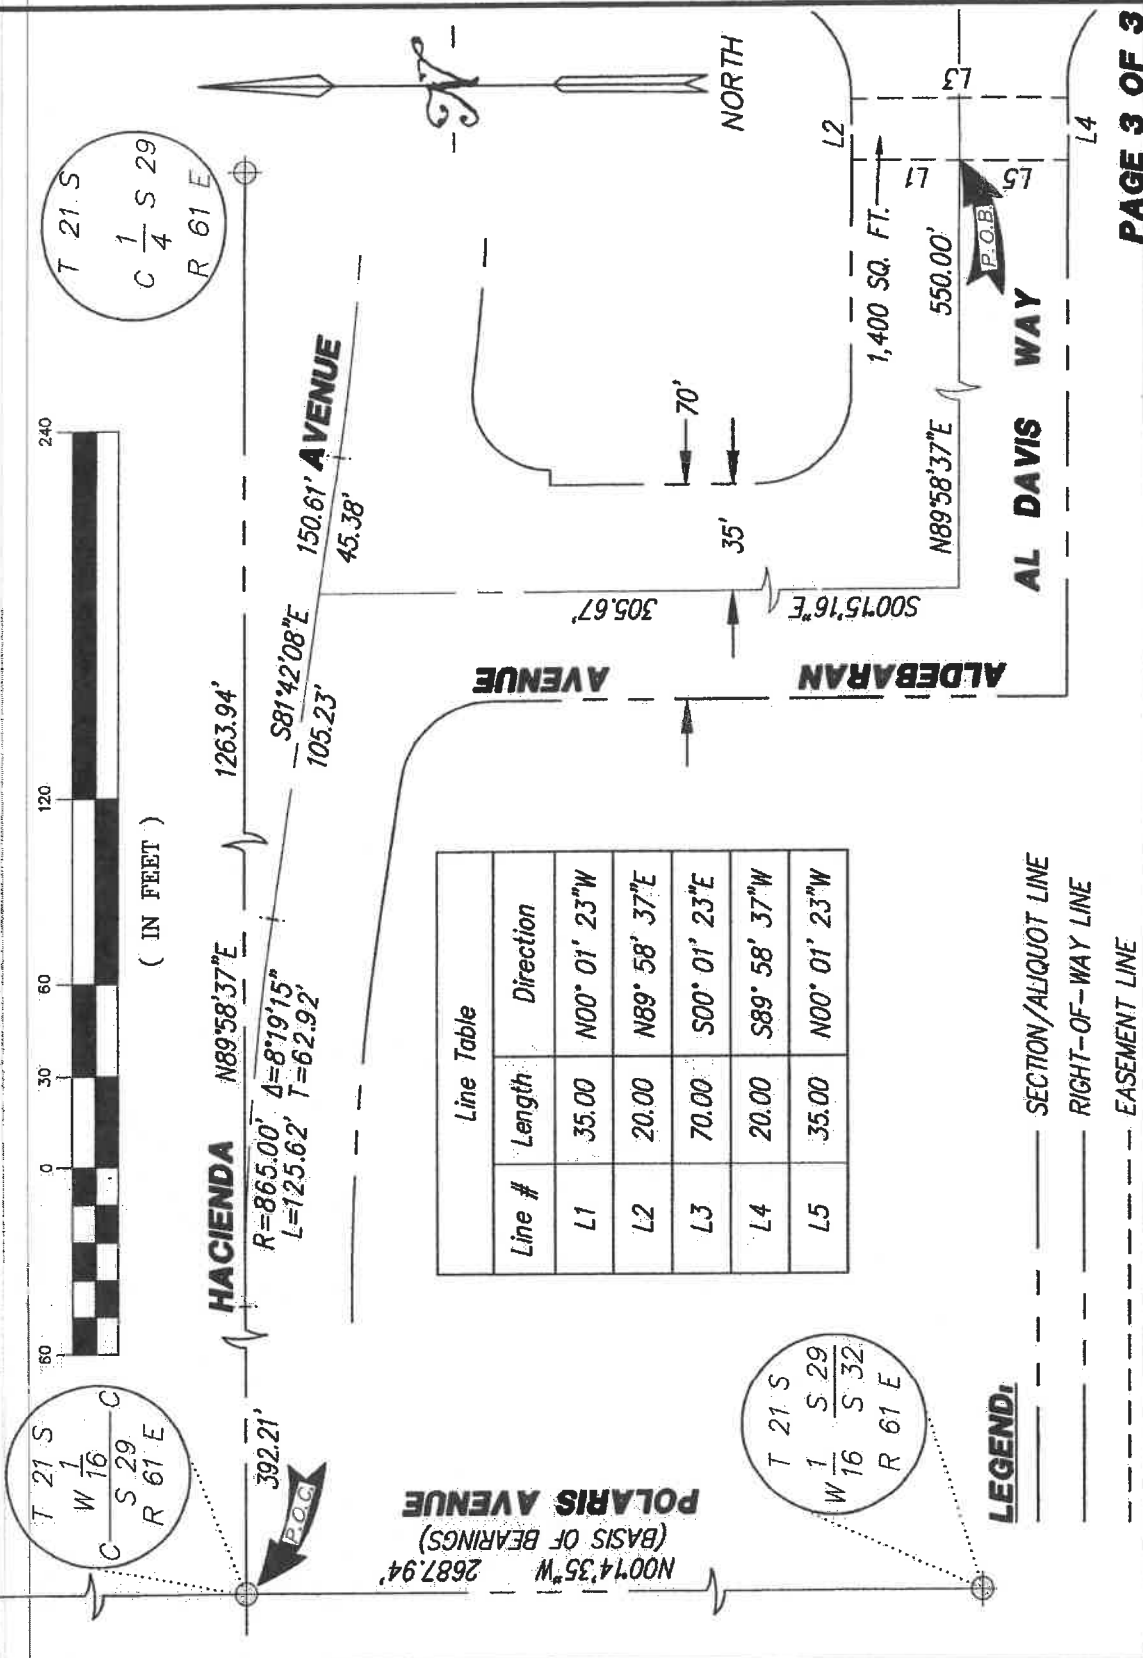 60
0
30
60
120
240
( IN FEET )
T 21 S
W 1/16
C C
S 29
R 61 E
T 21 S
C 1/4 S 29
R 61 E
HACIENDA
N89°58'37"E
1263.94'
R=865.00' Δ=8°19'15"
L=125.62' T=62.92'
392.21'
P.O.C.
S81°42'08"E
150.61'
AVENUE
105.23'
45.38'
NORTH
POLARIS AVENUE
(BASIS OF BEARINGS)
N00°14'35"W 2687.94'
ALDEBARAN AVENUE
S00°15'16"E
305.67'
35'
70'
1,400 SQ. FT.
L2
L1
L3
L5
L4
N89°58'37"E
550.00'
P.O.B.
AL DAVIS WAY
Line Table
Line # Length Direction
L1 35.00 N00° 01' 23"W
L2 20.00 N89° 58' 37"E
L3 70.00 S00° 01' 23"E
L4 20.00 S89° 58' 37"W
L5 35.00 N00° 01' 23"W
T 21 S
W 1/16 S 29
S 32
R 61 E
LEGEND:
SECTION/ALIQUOT LINE
RIGHT-OF-WAY LINE
EASEMENT LINE
PAGE 3 OF 3